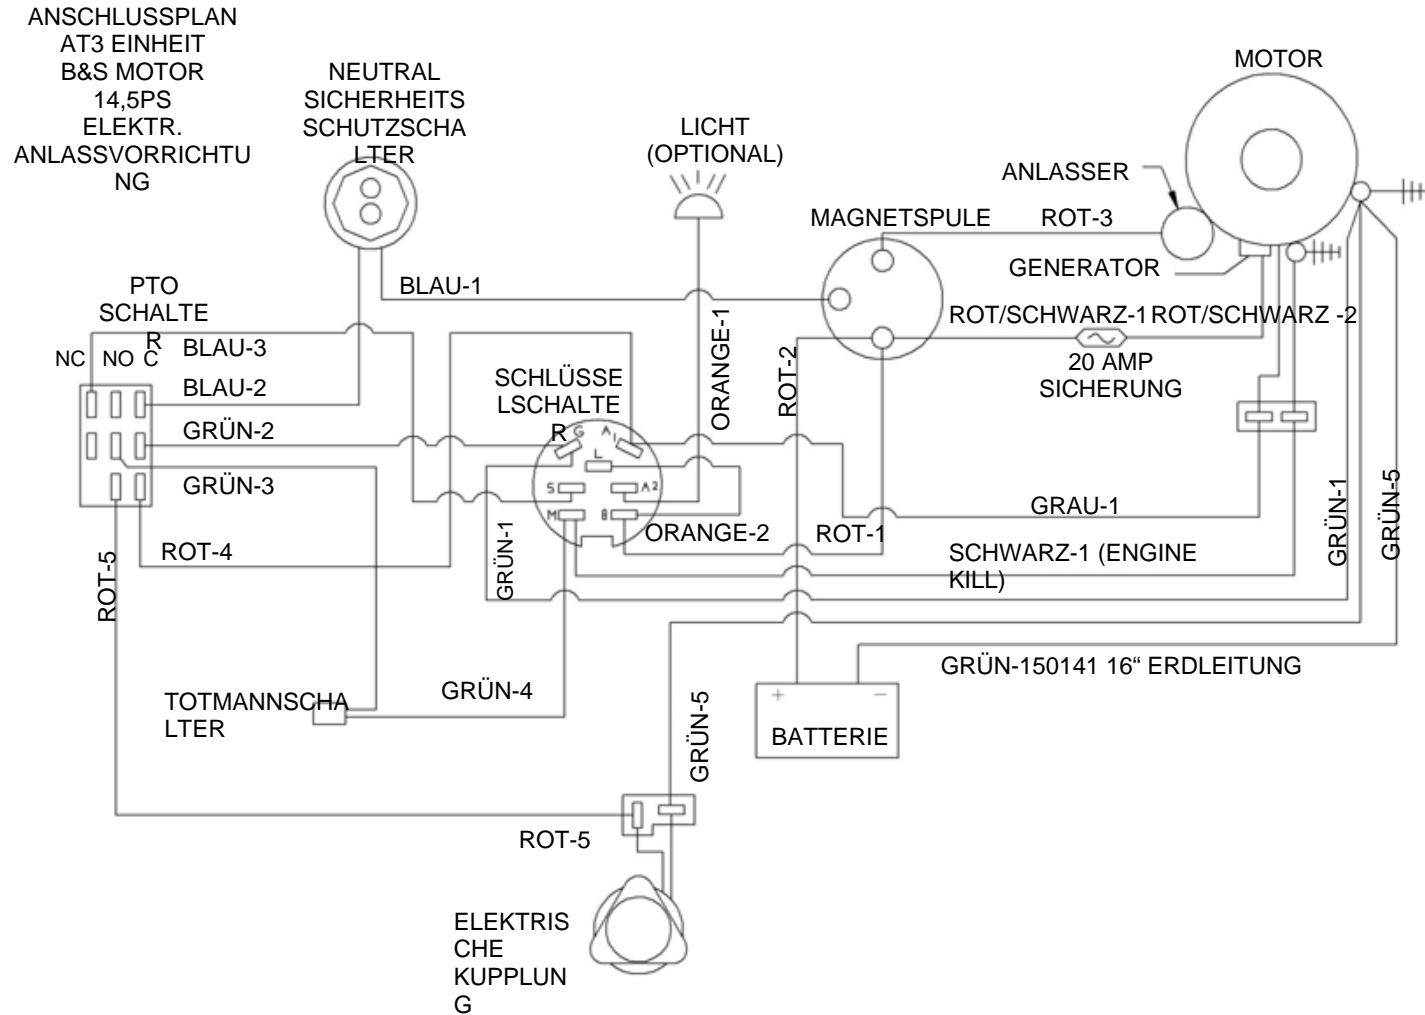 ANSCHLUSSPLAN
AT3 EINHEIT
B&S MOTOR
14,5PS
ELEKTR.
ANLASSVORRICHTU
NG
NEUTRAL
SICHERHEITS
SCHUTZSCHA
LTER
LICHT
(OPTIONAL)
MOTOR
ANLASSER
MAGNETSPULE
ROT-3
GENERATOR
BLAU-1
PTO
SCHALTE
R
NC
NO
C
BLAU-3
BLAU-2
GRÜN-2
GRÜN-3
ROT-4
ROT-5
ORANGE-1
ROT-2
ROT/SCHWARZ-1
ROT/SCHWARZ -2
20 AMP
SICHERUNG
SCHLÜSSE
LSCHALTE
R
G
A1
L
S
A2
M
B
ORANGE-2
ROT-1
GRAU-1
GRÜN-1
GRÜN-5
GRÜN-1
SCHWARZ-1 (ENGINE
KILL)
GRÜN-150141 16“ ERDLEITUNG
TOTMANNSCHA
LTER
GRÜN-4
GRÜN-5
+
−
BATTERIE
ROT-5
ELEKTRIS
CHE
KUPPLUN
G